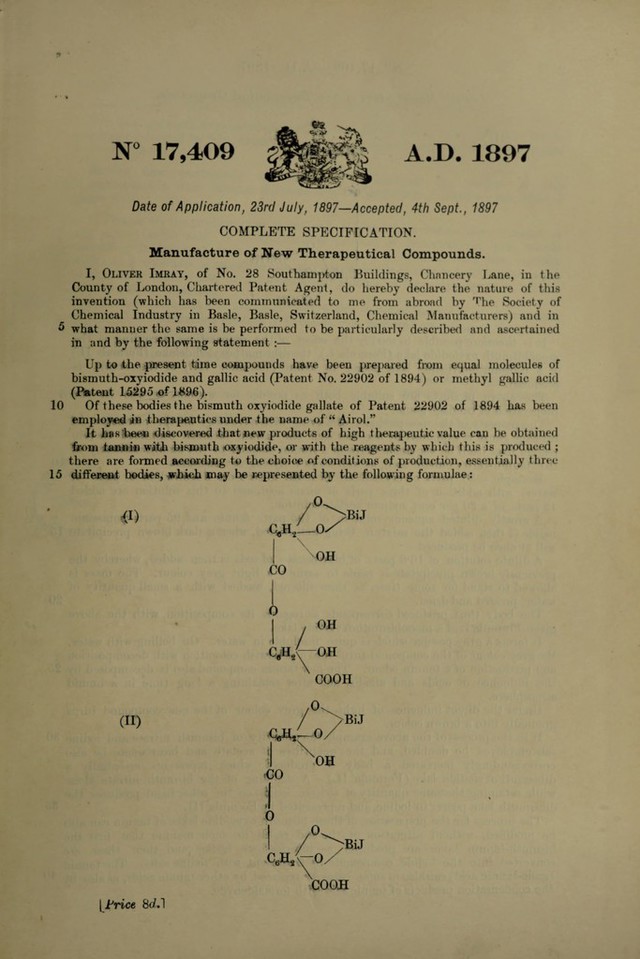 Nº 17,409 A.D. 1897
Date of Application, 23rd July, 1897—Accepted, 4th Sept., 1897
COMPLETE SPECIFICATION.
Manufacture of New Therapeutical Compounds.
I, OLIVER IMRAY, of No. 28 Southampton Buildings, Chancery Lane, in the
County of London, Chartered Patent Agent, do hereby declare the nature of this
invention (which has been communicated to me from abroad by The Society of
Chemical Industry in Basle, Basle, Switzerland, Chemical Manufacturers) and in
5 what manner the same is to be performed to be particularly described and ascertained
in and by the following statement :—
Up to the present time compounds have been prepared from equal molecules of
bismuth-oxyiodide and gallic acid (Patent No. 22902 of 1894) or methyl gallic acid
(Patent 15295 of 1896).
10 Of these bodies the bismuth oxyiodide gallate of Patent 22902 of 1894 has been
employed in therapeutics under the name of “ Airol.”
It has been discovered that new products of high therapeutic value can be obtained
from tannin with bismuth oxyiodide, or with the reagents by which this is produced ;
there are formed according to the choice of conditions of production, essentially three
15 different bodies, which may be represented by the following formulae :
(I)
O
BiJ
C₆H₂—O
OH
CO
O
OH
C₆H₂—OH
COOH
(II)
O
BiJ
C₆H₂—O
OH
CO
O
O
BiJ
C₆H₂—O
COOH
[Price 8d.]